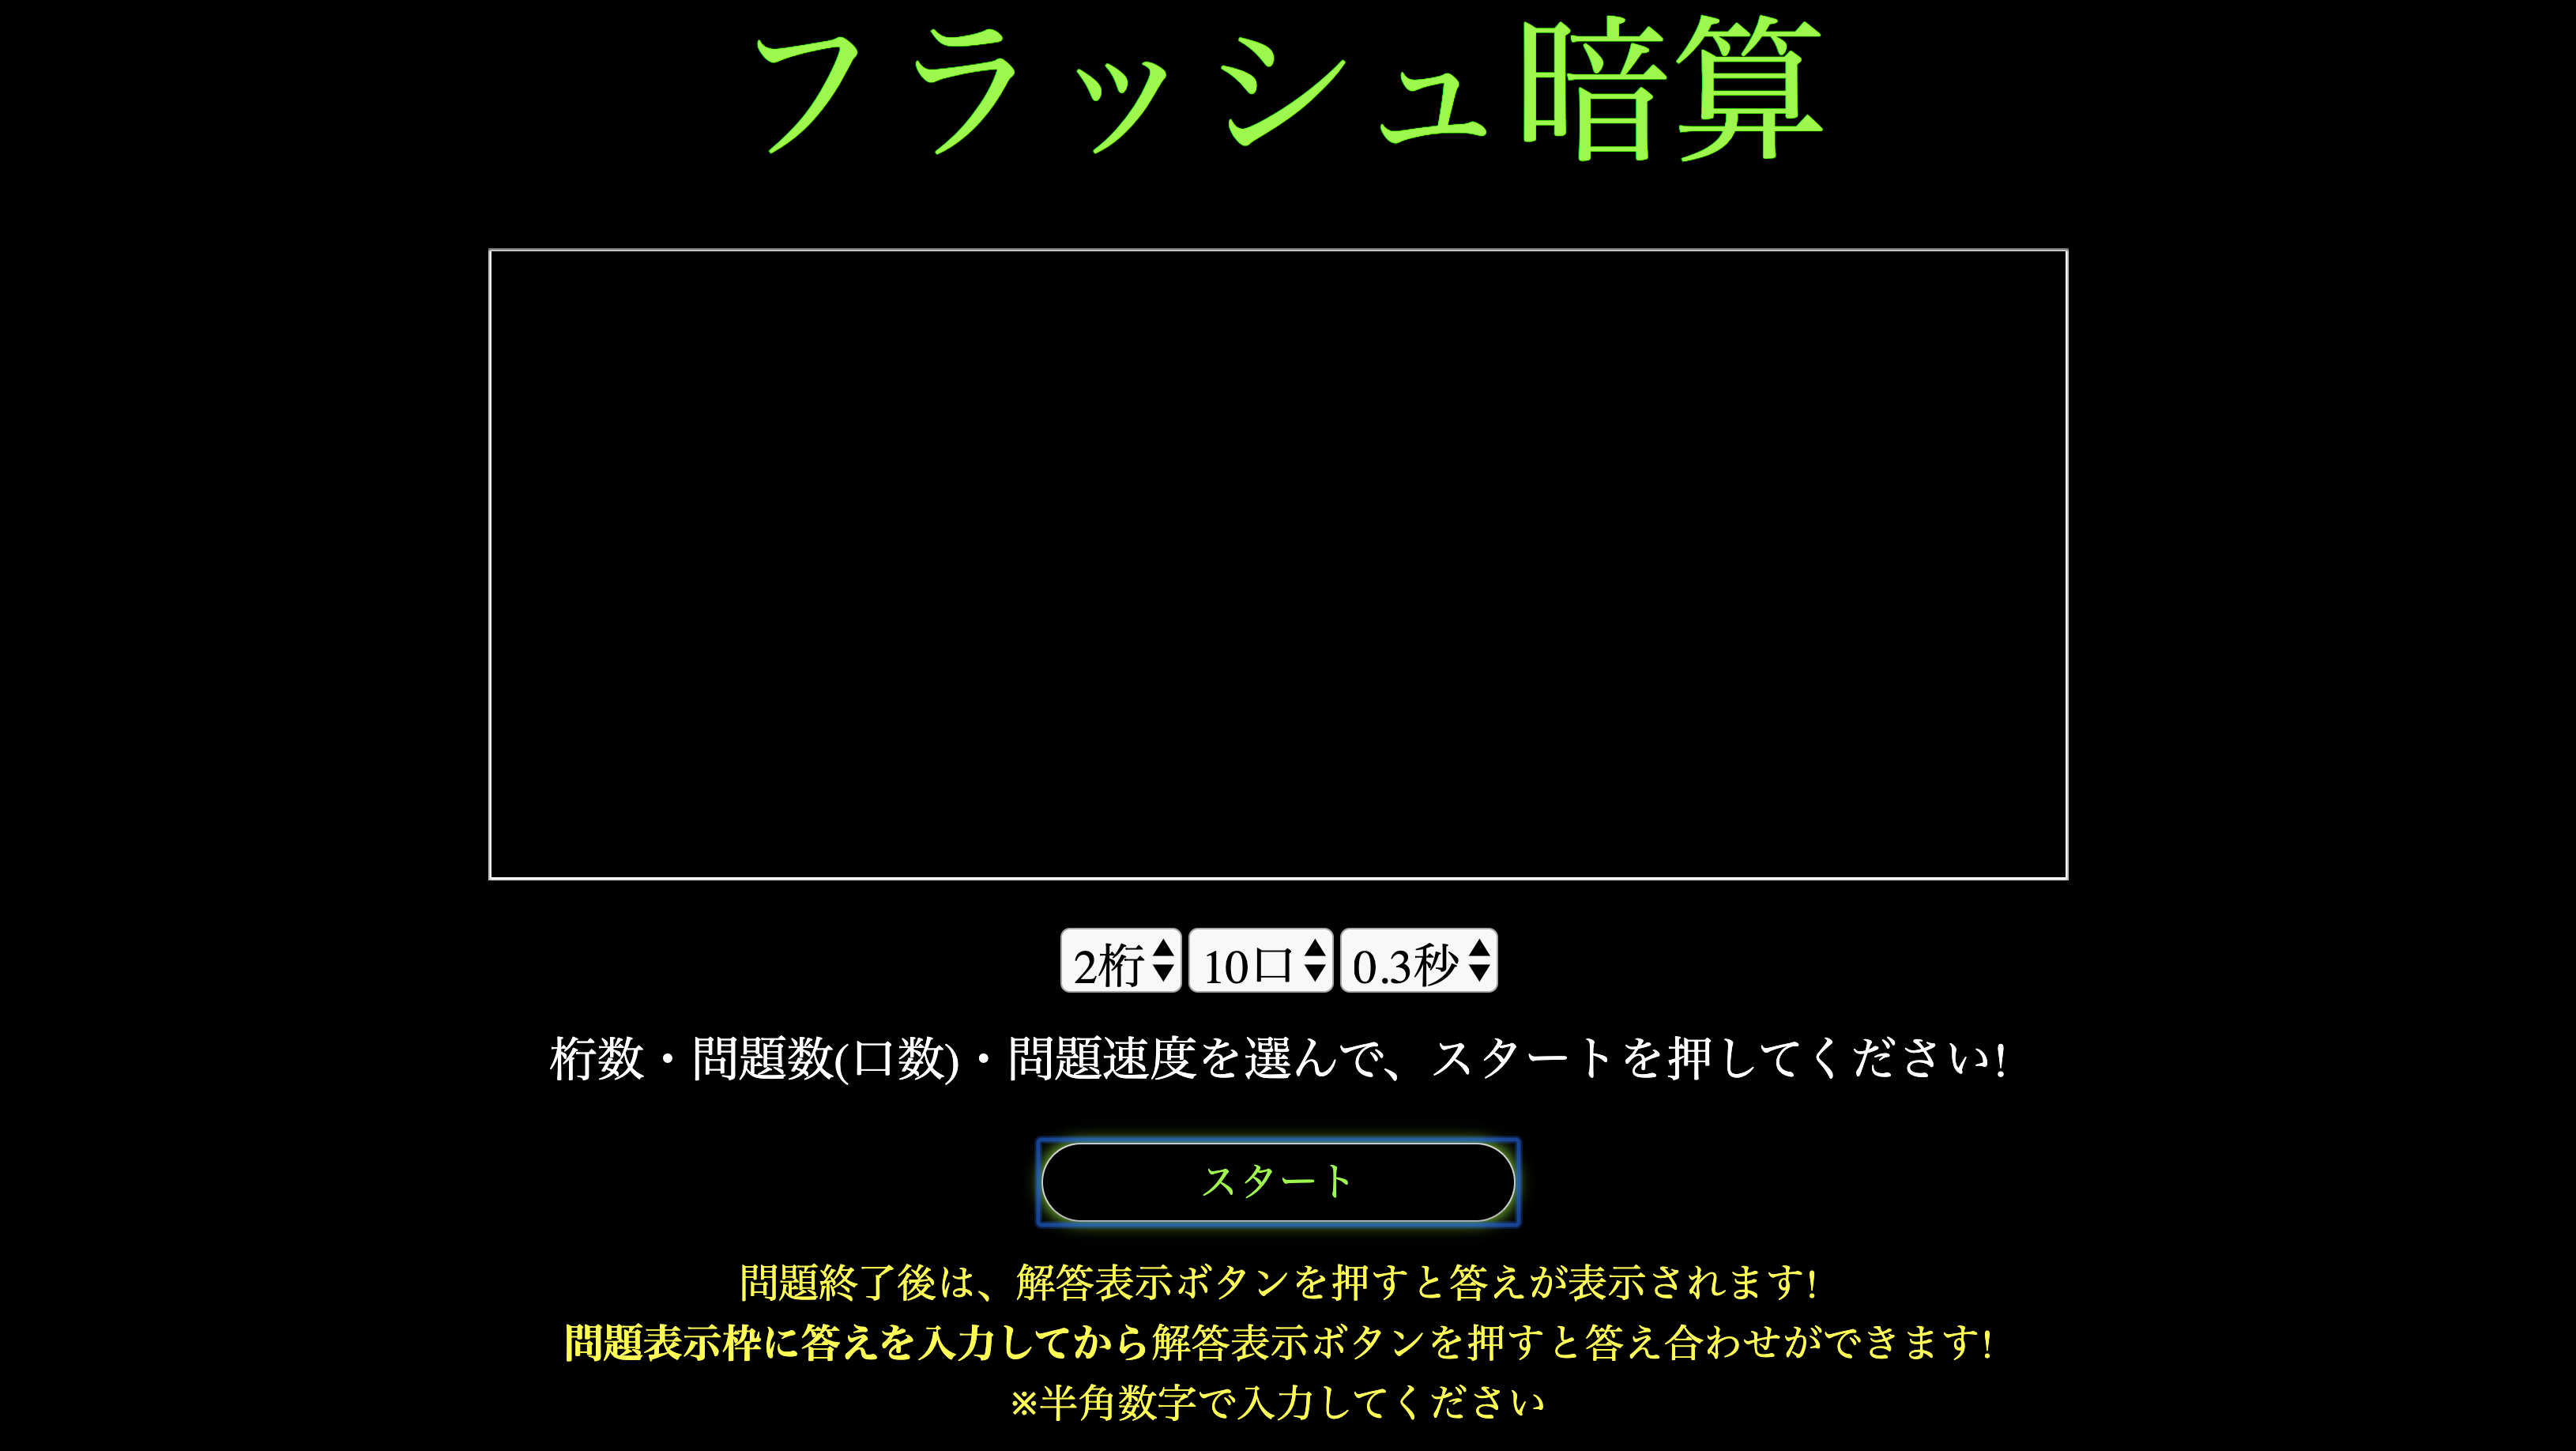 フラッシュ暗算
2桁 10口 0.3秒
桁数・問題数(口数)・問題速度を選んで、スタートを押してください!
スタート
問題終了後は、解答表示ボタンを押すと答えが表示されます!
問題表示枠に答えを入力してから解答表示ボタンを押すと答え合わせができます!
※半角数字で入力してください